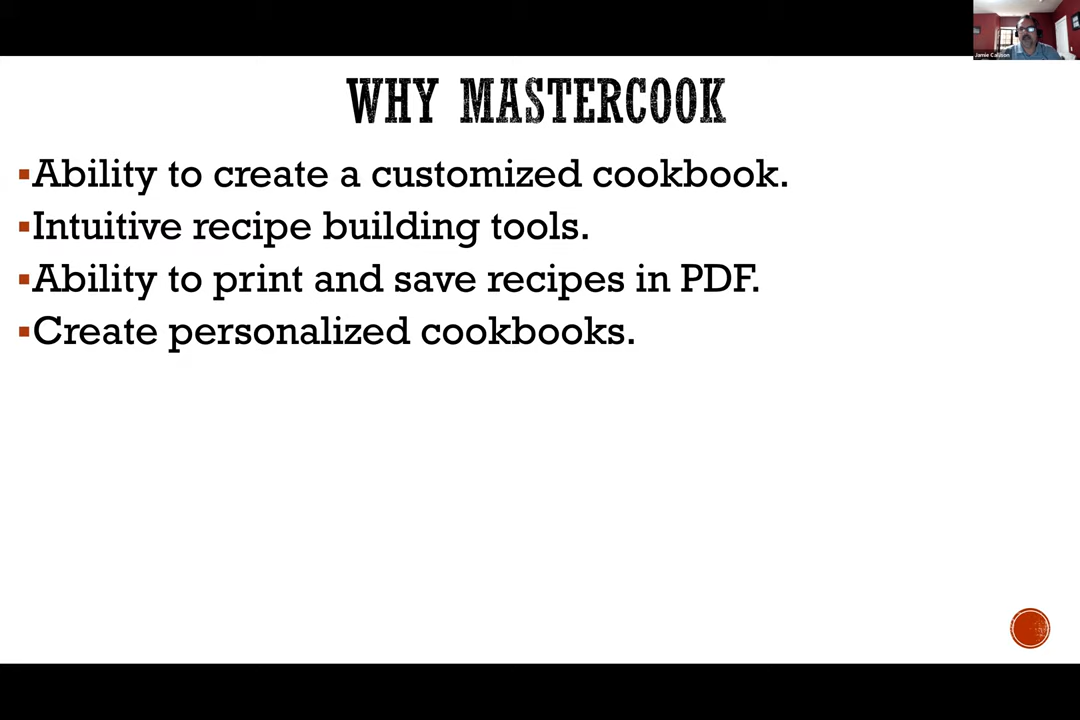 WHY MASTERCOOK
▪Ability to create a customized cookbook.
▪Intuitive recipe building tools.
▪Ability to print and save recipes in PDF.
▪Create personalized cookbooks.